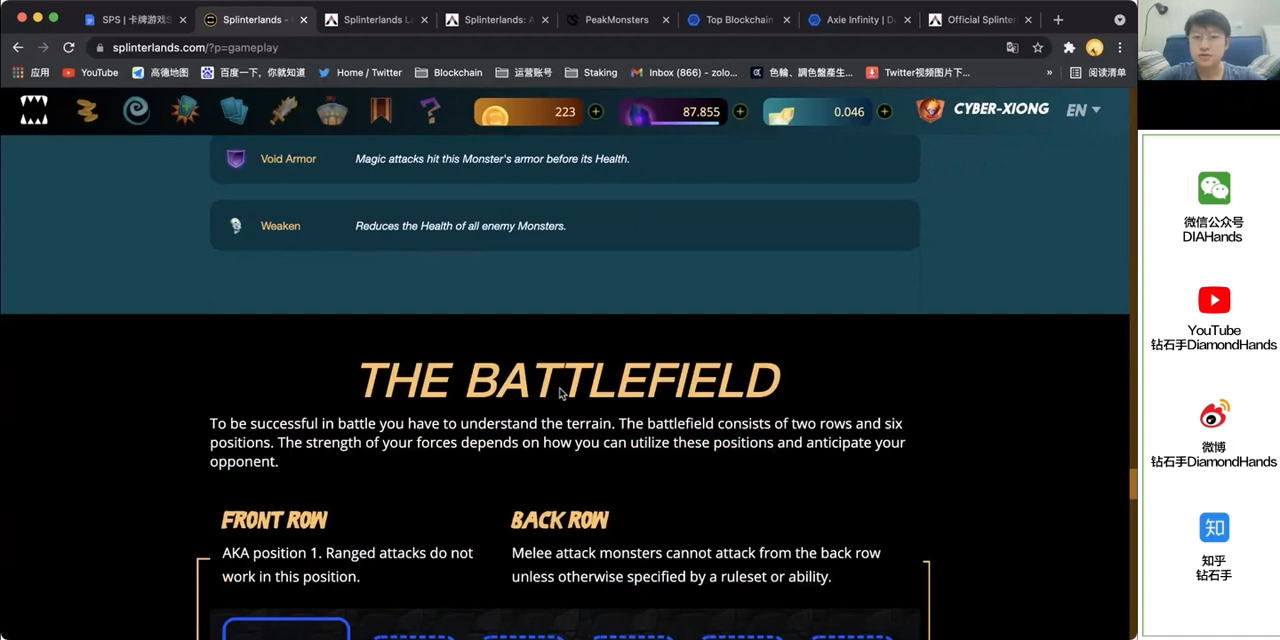 SPS | 卡牌游戏S
Splinterlands -
Splinterlands La
Splinterlands: A
PeakMonsters
Top Blockchain
Axie Infinity | D
Official Splinter
splinterlands.com/?p=gameplay
应用
YouTube
高德地图
百度一下，你就知道
Home / Twitter
Blockchain
运营账号
Staking
Inbox (866) - zolo...
色輪、調色盤產生...
Twitter视频图片下...
»
阅读清单
223
87.855
0.046
CYBER-XIONG
EN
Void Armor
Magic attacks hit this Monster's armor before its Health.
Weaken
Reduces the Health of all enemy Monsters.
THE BATTLEFIELD
To be successful in battle you have to understand the terrain. The battlefield consists of two rows and six
positions. The strength of your forces depends on how you can utilize these positions and anticipate your
opponent.
FRONT ROW
AKA position 1. Ranged attacks do not
work in this position.
BACK ROW
Melee attack monsters cannot attack from the back row
unless otherwise specified by a ruleset or ability.
微信公众号
DIAHands
YouTube
钻石手DiamondHands
微博
钻石手DiamondHands
知
知乎
钻石手